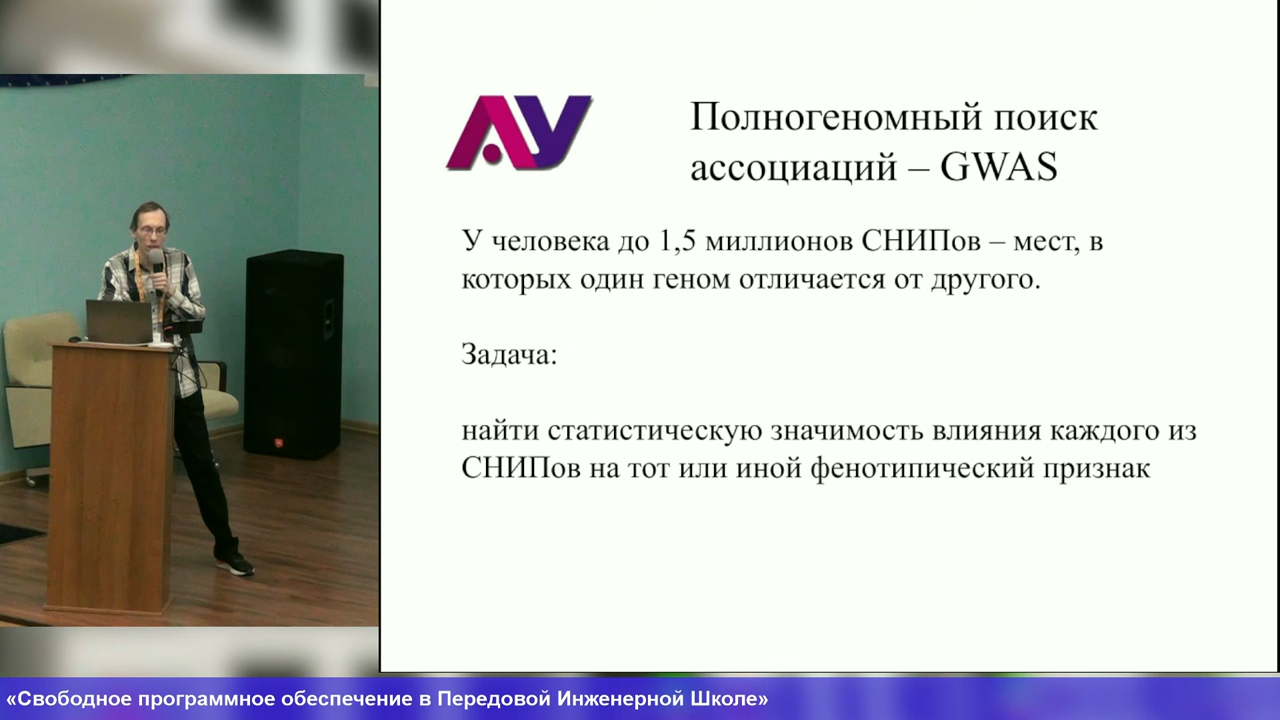 АУ
Полногеномный поиск
ассоциаций – GWAS
У человека до 1,5 миллионов СНИПов – мест, в
которых один геном отличается от другого.
Задача:
найти статистическую значимость влияния каждого из
СНИПов на тот или иной фенотипический признак
«Свободное программное обеспечение в Передовой Инженерной Школе»